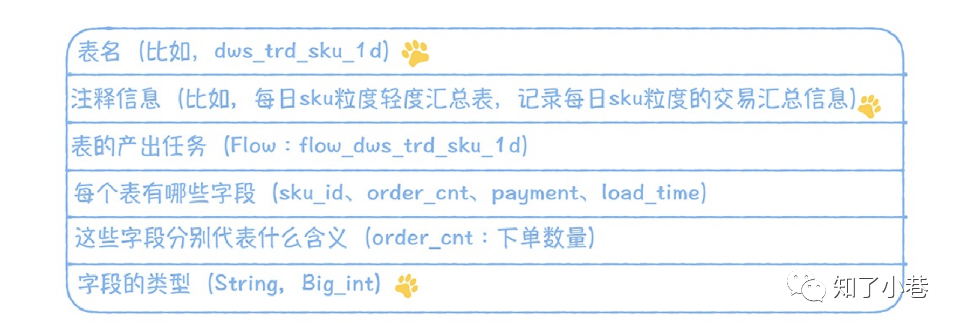 表名（比如，dws_trd_sku_1d）
注释信息（比如，每日sku粒度轻度汇总表，记录每日sku粒度的交易汇总信息）
表的产出任务（Flow：flow_dws_trd_sku_1d）
每个表有哪些字段（sku_id、order_cnt、payment、load_time）
这些字段分别代表什么含义（order_cnt：下单数量）
字段的类型（String，Big_int）
知了小巷